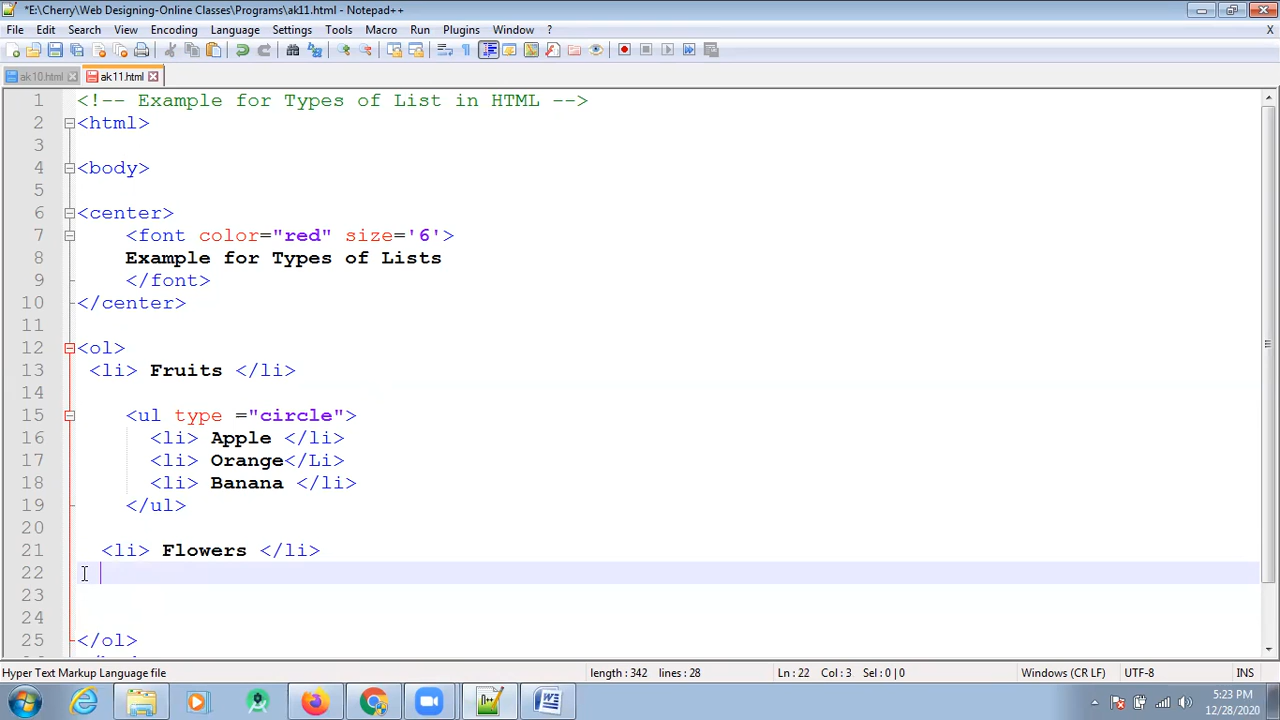 *E:\Cherry\Web Designing-Online Classes\Programs\ak11.html - Notepad++
File Edit Search View Encoding Language Settings Tools Macro Run Plugins Window ? X
ak10.html ak11.html
1 <!-- Example for Types of List in HTML -->
2 <html>
3
4 <body>
5
6 <center>
7 <font color="red" size='6'>
8 Example for Types of Lists
9 </font>
10 </center>
11
12 <ol>
13 <li> Fruits </li>
14
15 <ul type ="circle">
16 <li> Apple </li>
17 <li> Orange</Li>
18 <li> Banana </li>
19 </ul>
20
21 <li> Flowers </li>
22
23
24
25 </ol>
Hyper Text Markup Language file length : 342 lines : 28 Ln : 22 Col : 3 Sel : 0 | 0 Windows (CR LF) UTF-8 INS
5:23 PM
12/28/2020